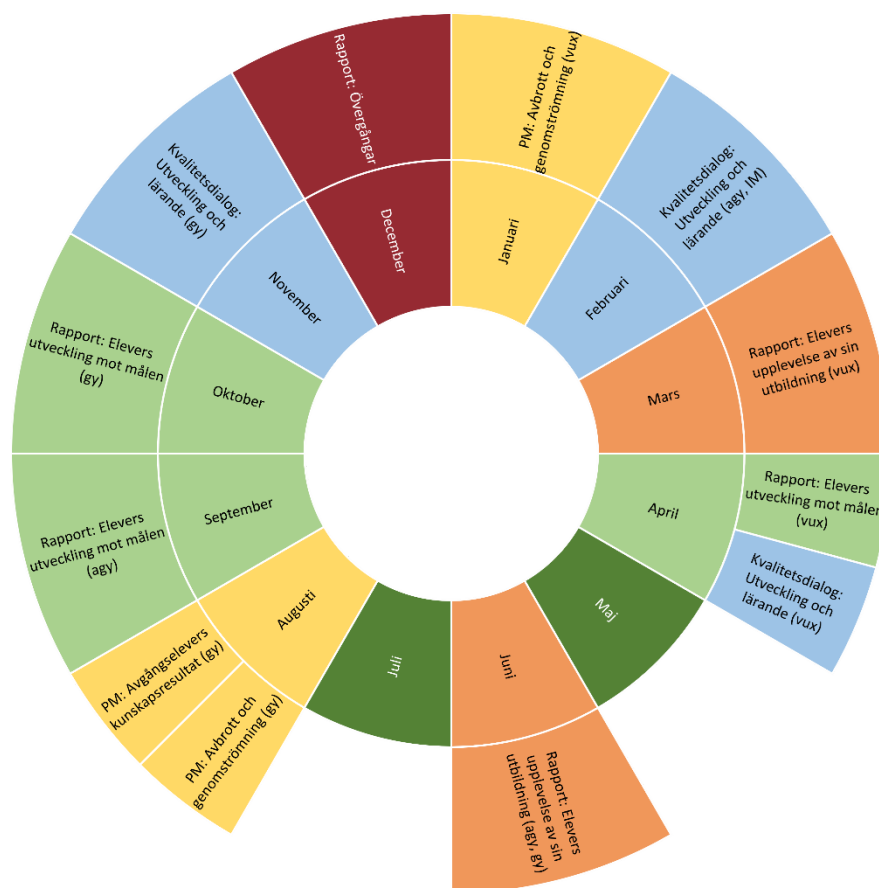 Januari
PM: Avbrott och
genomströmning (vux)
Februari
Kvalitetsdialog:
Utveckling och
lärande (agy, IM)
Mars
Rapport: Elevers
upplevelse av sin
utbildning (vux)
April
Rapport: Elevers
utveckling mot målen
(vux)
Kvalitetsdialog:
Utveckling och
lärande (vux)
Maj
Juni
Rapport: Elevers
upplevelse av sin
utbildning (agy, gy)
Juli
Augusti
PM: Avbrott och
genomströmning (gy)
PM: Avgångselevers
kunskapsresultat (gy)
September
Rapport: Elevers
utveckling mot målen
(agy)
Oktober
Rapport: Elevers
utveckling mot målen
(gy)
November
Kvalitetsdialog:
Utveckling och
lärande (gy)
December
Rapport: Övergångar